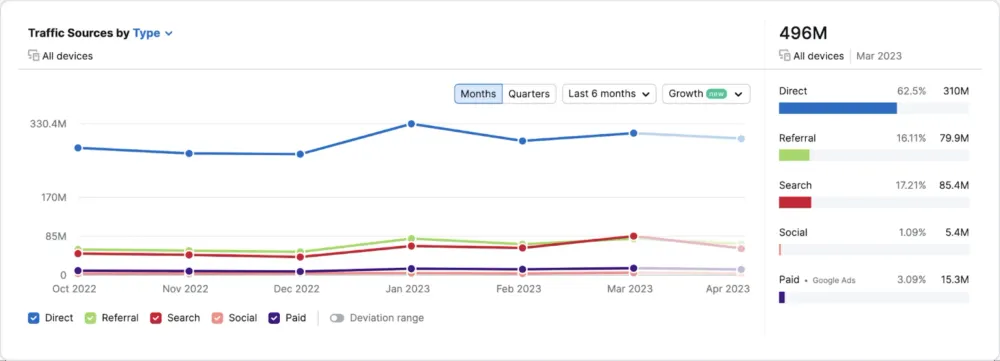 Traffic Sources by Type
All devices
Months Quarters Last 6 months Growth new
330.4M
170M
85M
0
Oct 2022 Nov 2022 Dec 2022 Jan 2023 Feb 2023 Mar 2023 Apr 2023
Direct Referral Search Social Paid Deviation range
496M
All devices Mar 2023
Direct 62.5% 310M
Referral 16.11% 79.9M
Search 17.21% 85.4M
Social 1.09% 5.4M
Paid • Google Ads 3.09% 15.3M